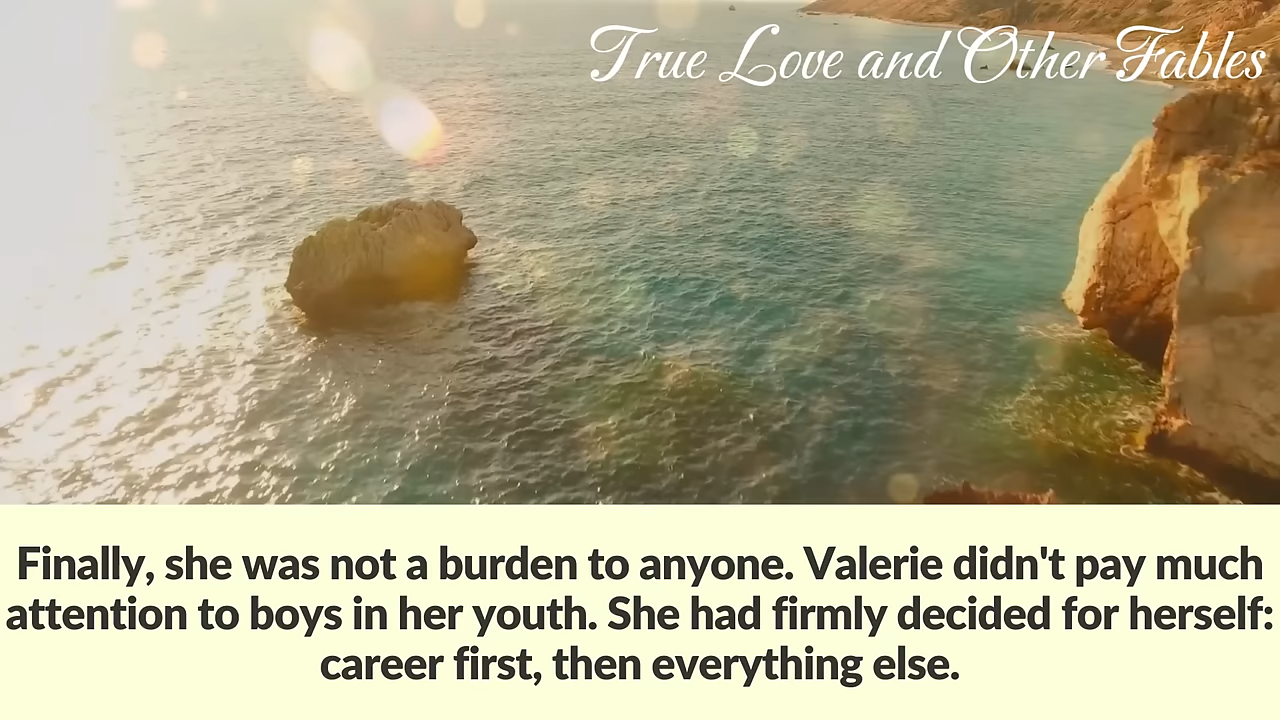 True Love and Other Fables
Finally, she was not a burden to anyone. Valerie didn't pay much
attention to boys in her youth. She had firmly decided for herself:
career first, then everything else.